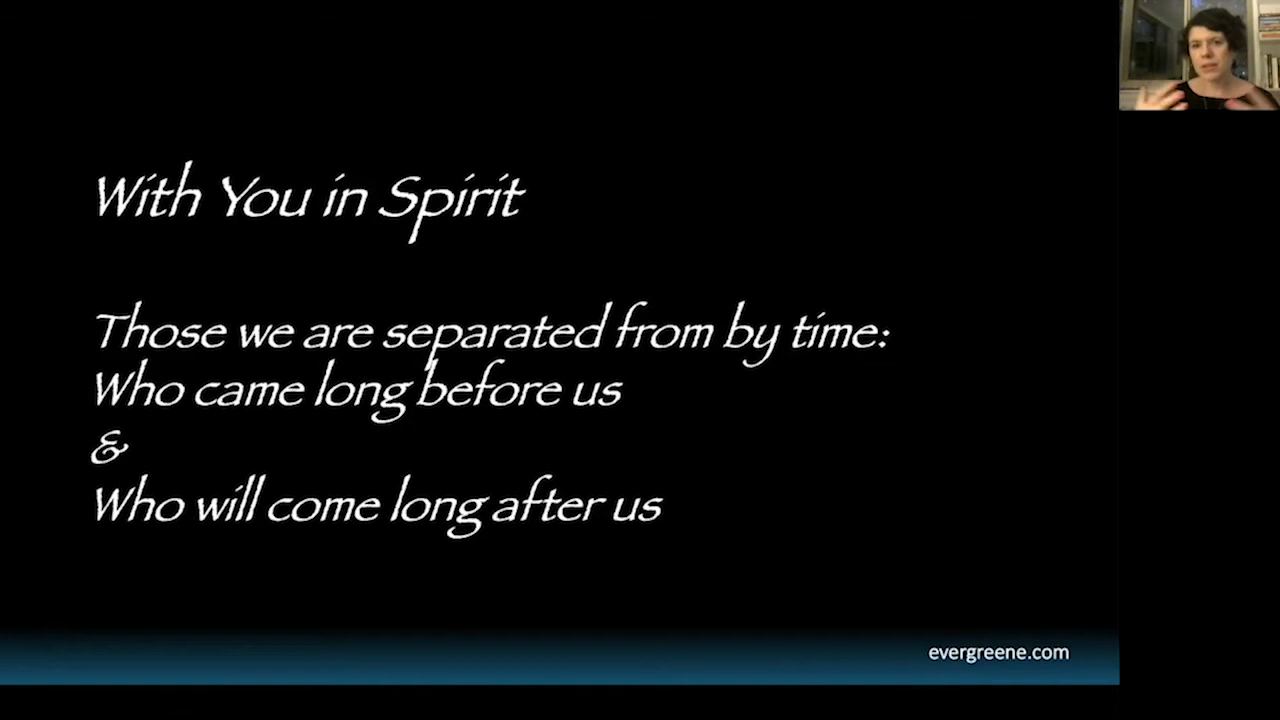 With You in Spirit
Those we are separated from by time:
Who came long before us
&
Who will come long after us
evergreene.com